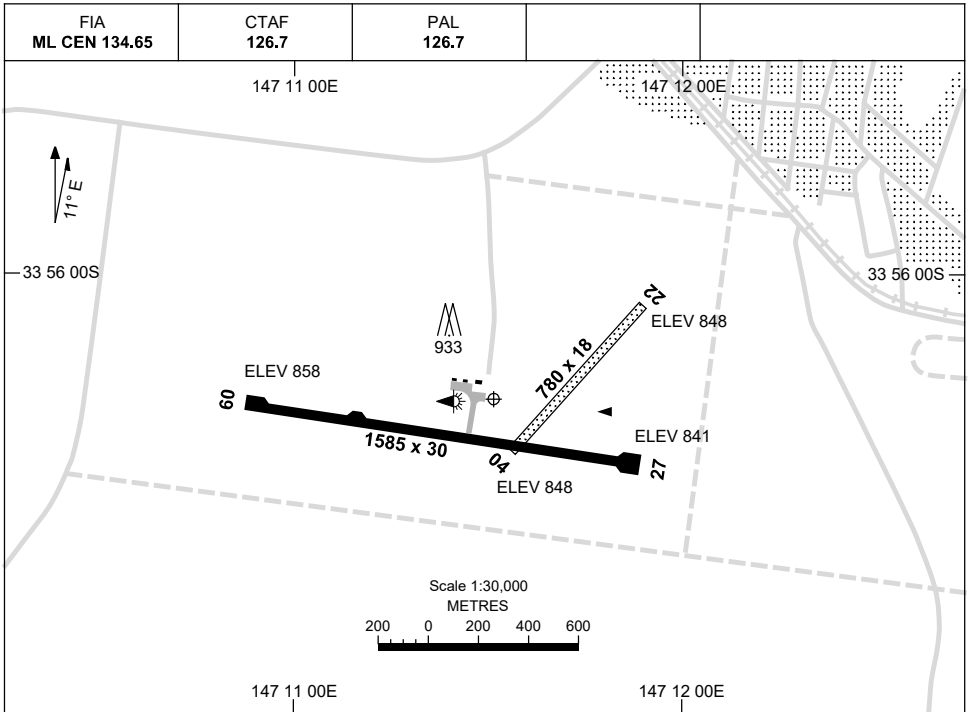 FIA
ML CEN 134.65
CTAF
126.7
PAL
126.7
147 11 00E
147 12 00E
11° E
33 56 00S
33 56 00S
22
ELEV 848
933
780 x 18
ELEV 858
09
1585 x 30
ELEV 841
04
27
ELEV 848
Scale 1:30,000
METRES
200 0 200 400 600
147 11 00E
147 12 00E